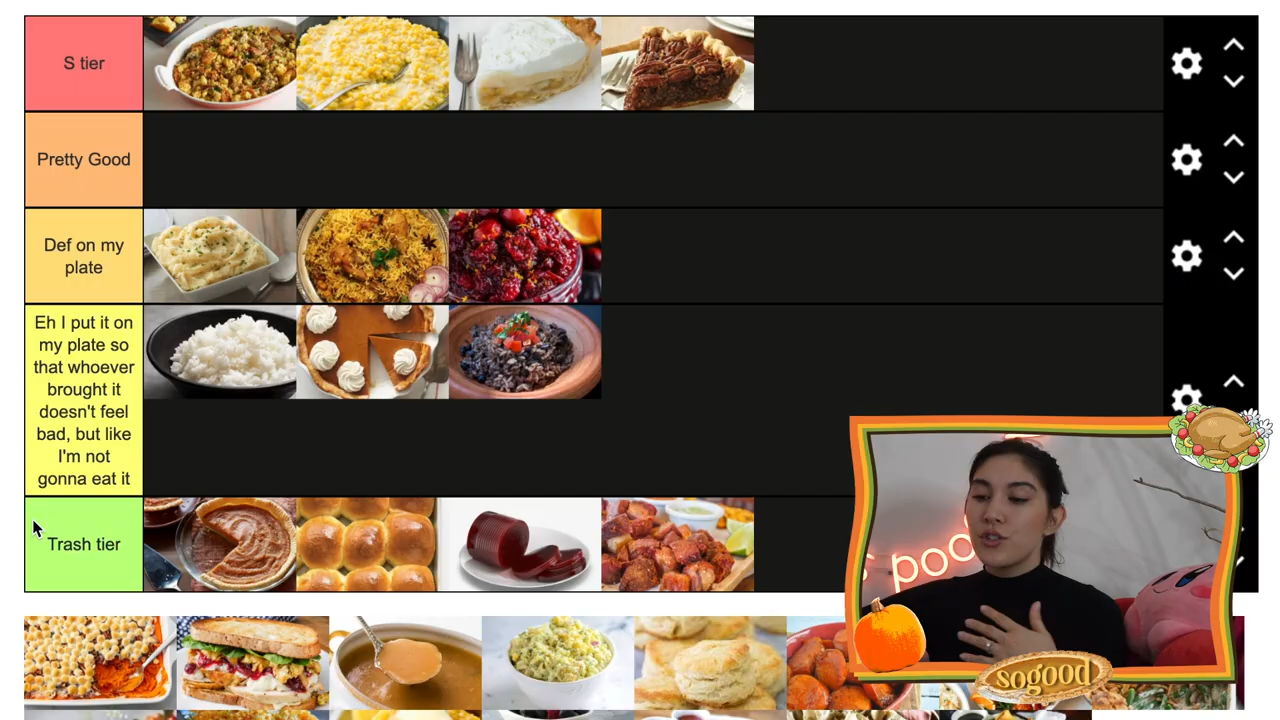 S tier
Pretty Good
Def on my
plate
Eh I put it on
my plate so
that whoever
brought it
doesn't feel
bad, but like
I'm not
gonna eat it
Trash tier
poo
sogood